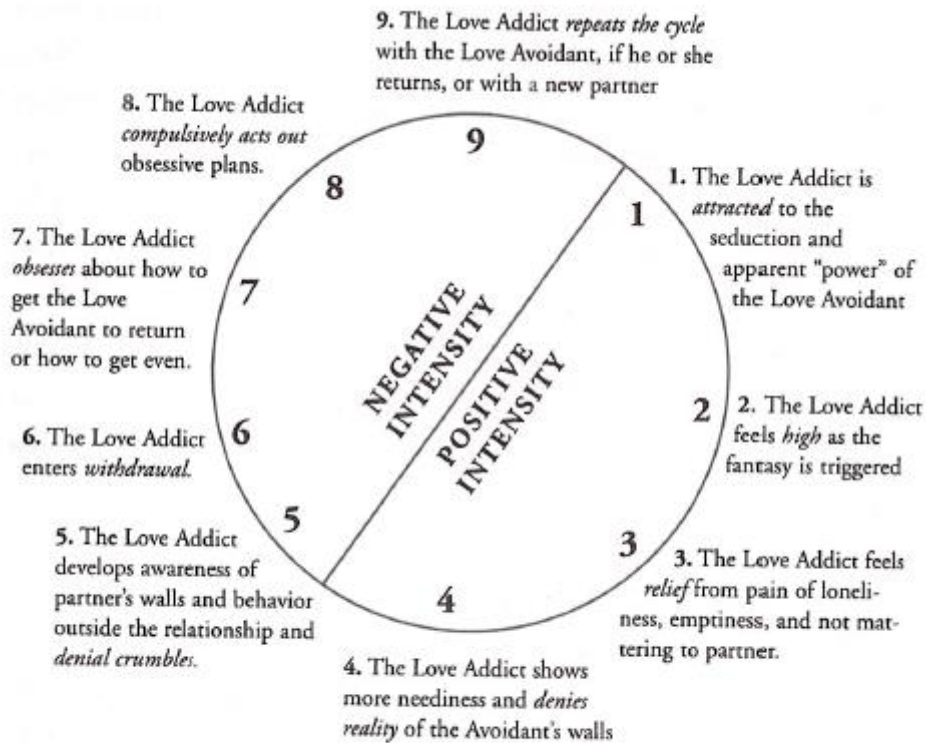 9. The Love Addict repeats the cycle
with the Love Avoidant, if he or she
returns, or with a new partner
8. The Love Addict
compulsively acts out
obsessive plans.
9
8
1
1. The Love Addict is
attracted to the
seduction and
apparent "power" of
the Love Avoidant
7. The Love Addict
obsesses about how to
get the Love
Avoidant to return
or how to get even.
7
NEGATIVE
INTENSITY
POSITIVE
INTENSITY
2
2. The Love Addict
feels high as the
fantasy is triggered
6. The Love Addict
enters withdrawal.
6
5
5. The Love Addict
develops awareness of
partner's walls and behavior
outside the relationship and
denial crumbles.
3
3. The Love Addict feels
relief from pain of loneli-
ness, emptiness, and not mat-
tering to partner.
4
4. The Love Addict shows
more neediness and denies
reality of the Avoidant's walls